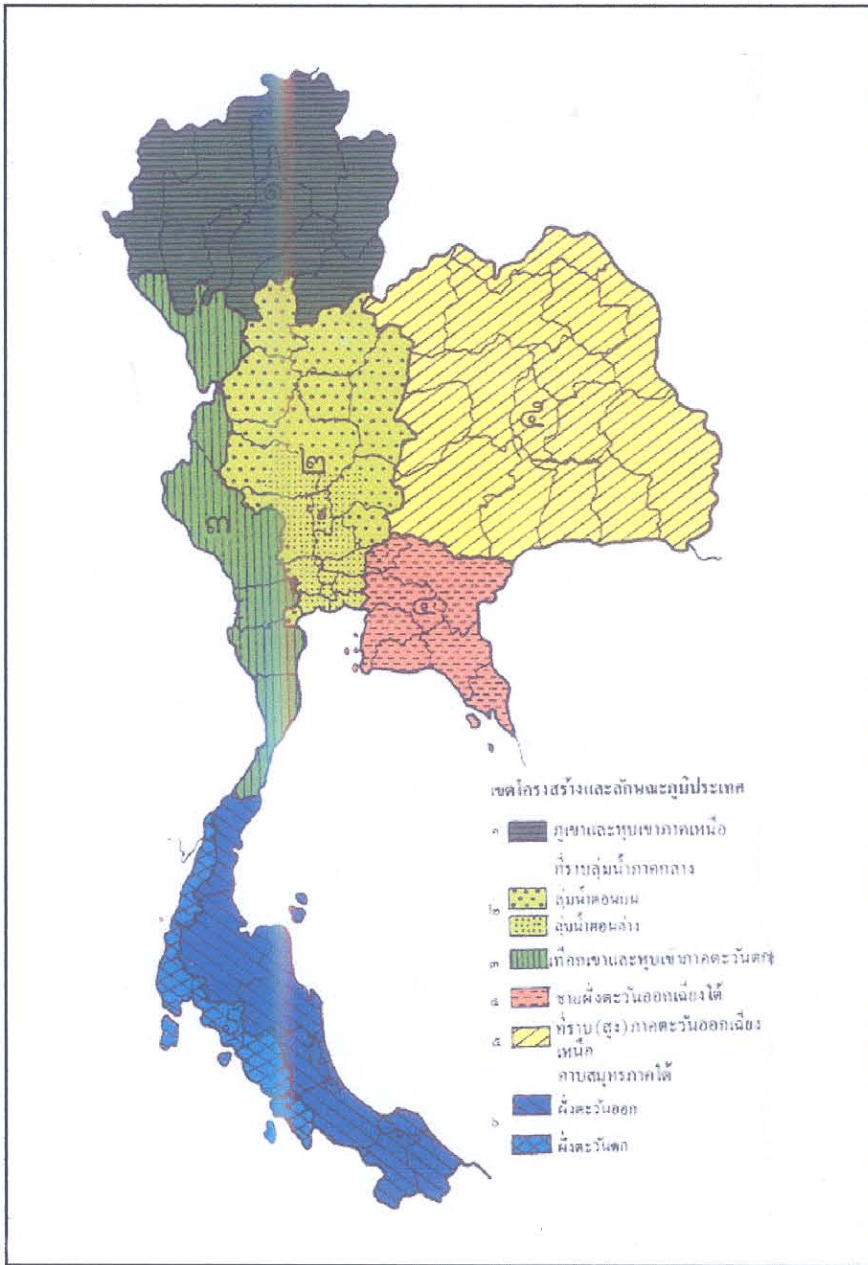 ๑
๒
๓
เขตโครงสร้างและลักษณะภูมิประเทศ
๑ ภูเขาและหุบเขาภาคเหนือ
ที่ราบลุ่มน้ำภาคกลาง
๒ ลุ่มน้ำตอนบน
ลุ่มน้ำตอนล่าง
๓ เทือกเขาและหุบเขาภาคตะวันตก
๔ ชายฝั่งตะวันออกเฉียงใต้
๕ ที่ราบ(สูง)ภาคตะวันออกเฉียง
เหนือ
คาบสมุทรภาคใต้
๖ ฝั่งตะวันออก
ฝั่งตะวันตก